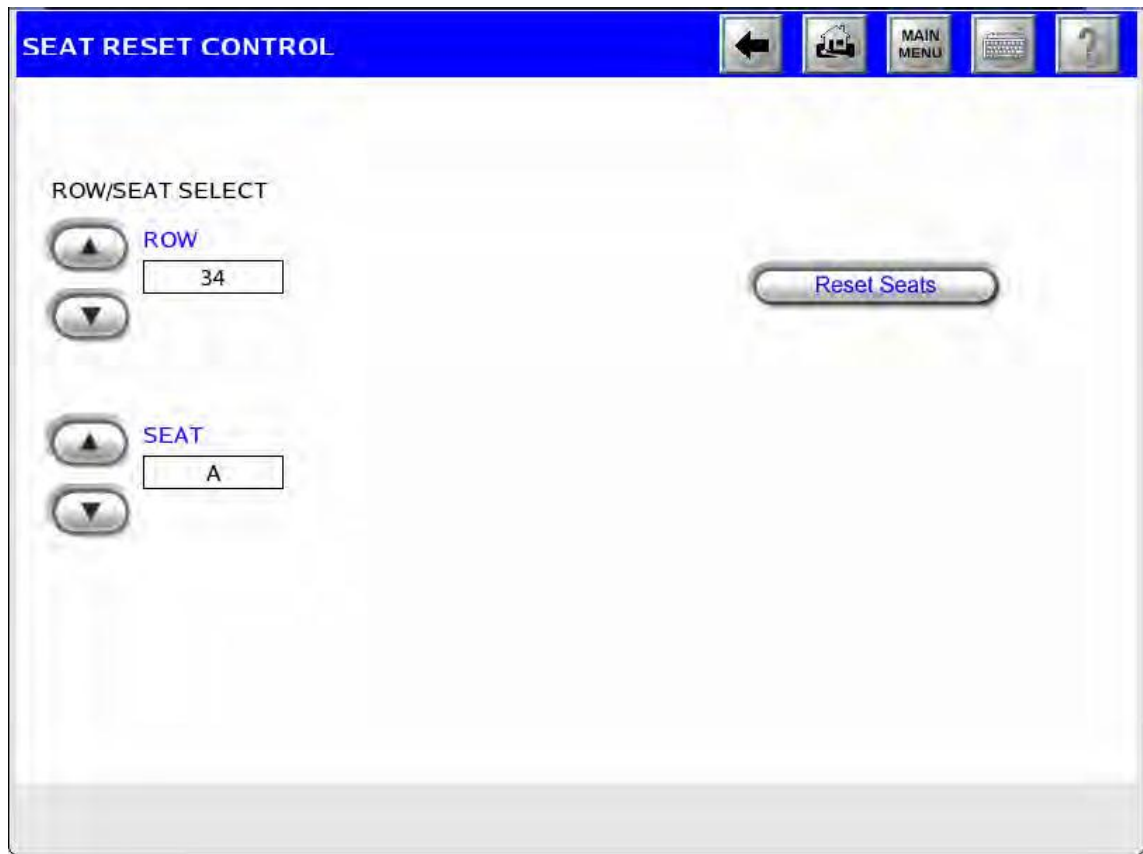 SEAT RESET CONTROL
MAIN
MENU
?
ROW/SEAT SELECT
ROW
34
Reset Seats
SEAT
A